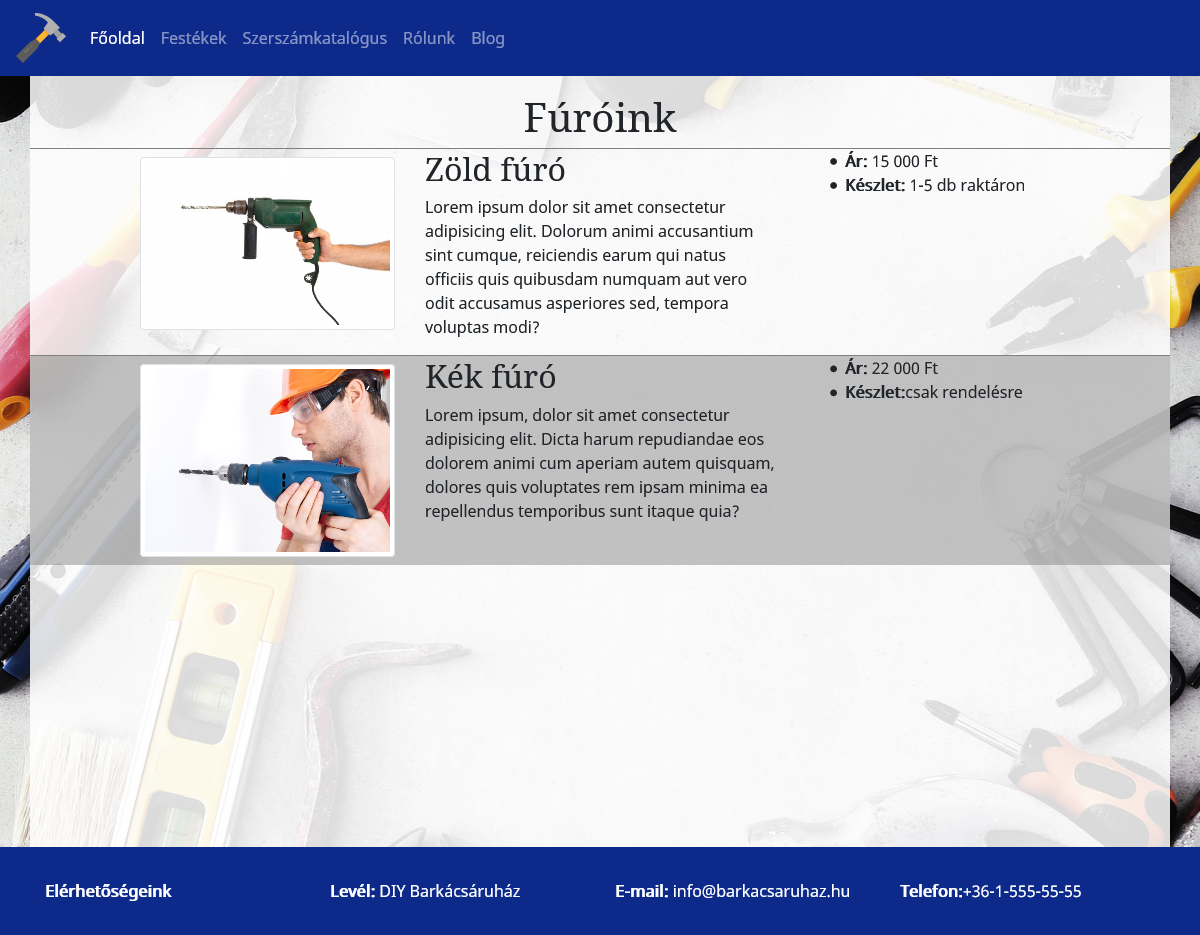 Főoldal Festékek Szerszámkatalógus Rólunk Blog
Fúróink
Zöld fúró
Lorem ipsum dolor sit amet consectetur
adipisicing elit. Dolorum animi accusantium
sint cumque, reiciendis earum qui natus
officiis quis quibusdam numquam aut vero
odit accusamus asperiores sed, tempora
voluptas modi?
Ár: 15 000 Ft
Készlet: 1-5 db raktáron
Kék fúró
Lorem ipsum, dolor sit amet consectetur
adipisicing elit. Dicta harum repudiandae eos
dolorem animi cum aperiam autem quisquam,
dolores quis voluptates rem ipsam minima ea
repellendus temporibus sunt itaque quia?
Ár: 22 000 Ft
Készlet:csak rendelésre
Elérhetőségeink
Levél: DIY Barkácsáruház
E-mail: info@barkacsaruhaz.hu
Telefon:+36-1-555-55-55